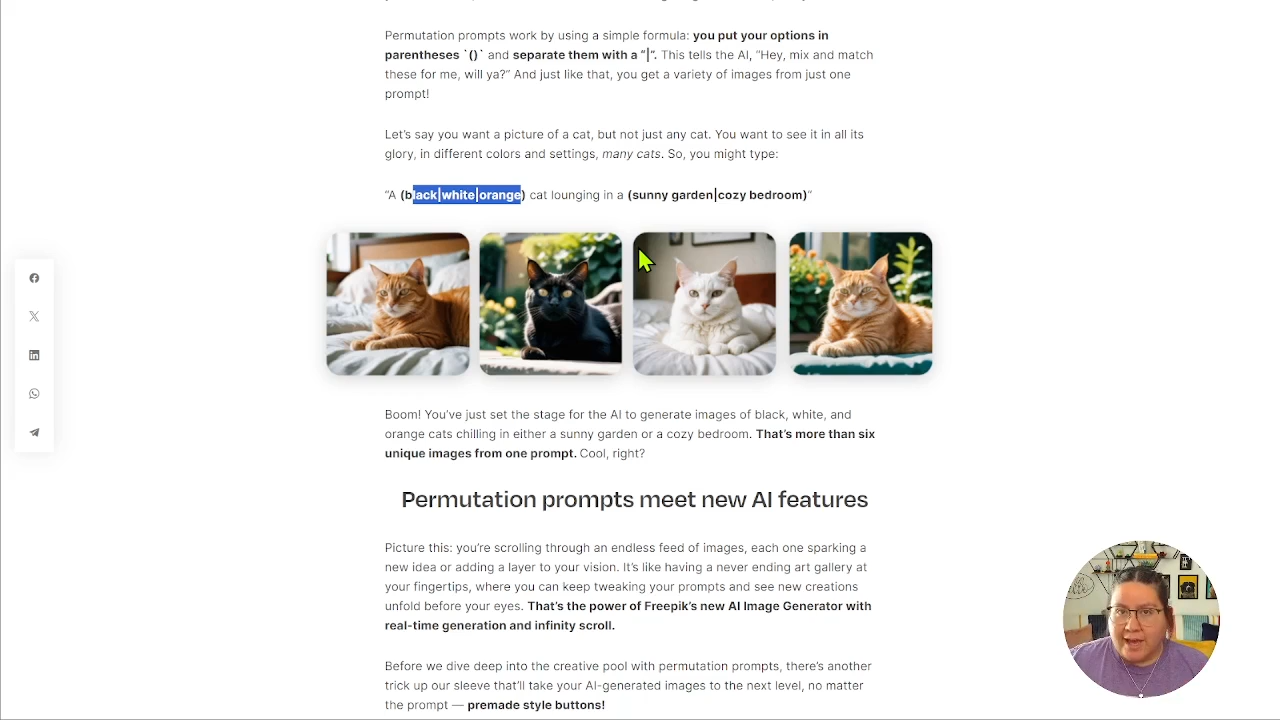 Permutation prompts work by using a simple formula: you put your options in
parentheses `()` and separate them with a “|”. This tells the AI, “Hey, mix and match
these for me, will ya?” And just like that, you get a variety of images from just one
prompt!
Let’s say you want a picture of a cat, but not just any cat. You want to see it in all its
glory, in different colors and settings, many cats. So, you might type:
“A (black|white|orange) cat lounging in a (sunny garden|cozy bedroom)”
Boom! You’ve just set the stage for the AI to generate images of black, white, and
orange cats chilling in either a sunny garden or a cozy bedroom. That’s more than six
unique images from one prompt. Cool, right?
Permutation prompts meet new AI features
Picture this: you’re scrolling through an endless feed of images, each one sparking a
new idea or adding a layer to your vision. It’s like having a never ending art gallery at
your fingertips, where you can keep tweaking your prompts and see new creations
unfold before your eyes. That’s the power of Freepik’s new AI Image Generator with
real-time generation and infinity scroll.
Before we dive deep into the creative pool with permutation prompts, there’s another
trick up our sleeve that’ll take your AI-generated images to the next level, no matter
the prompt — premade style buttons!